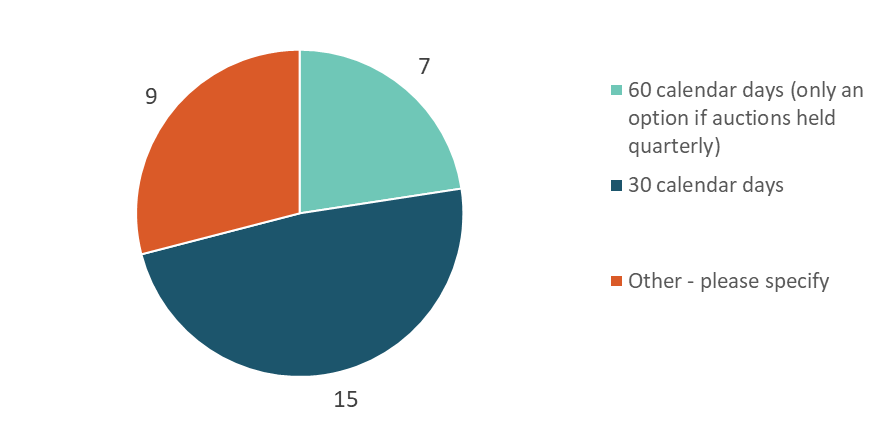 7
9
15
60 calendar days (only an
option if auctions held
quarterly)
30 calendar days
Other - please specify